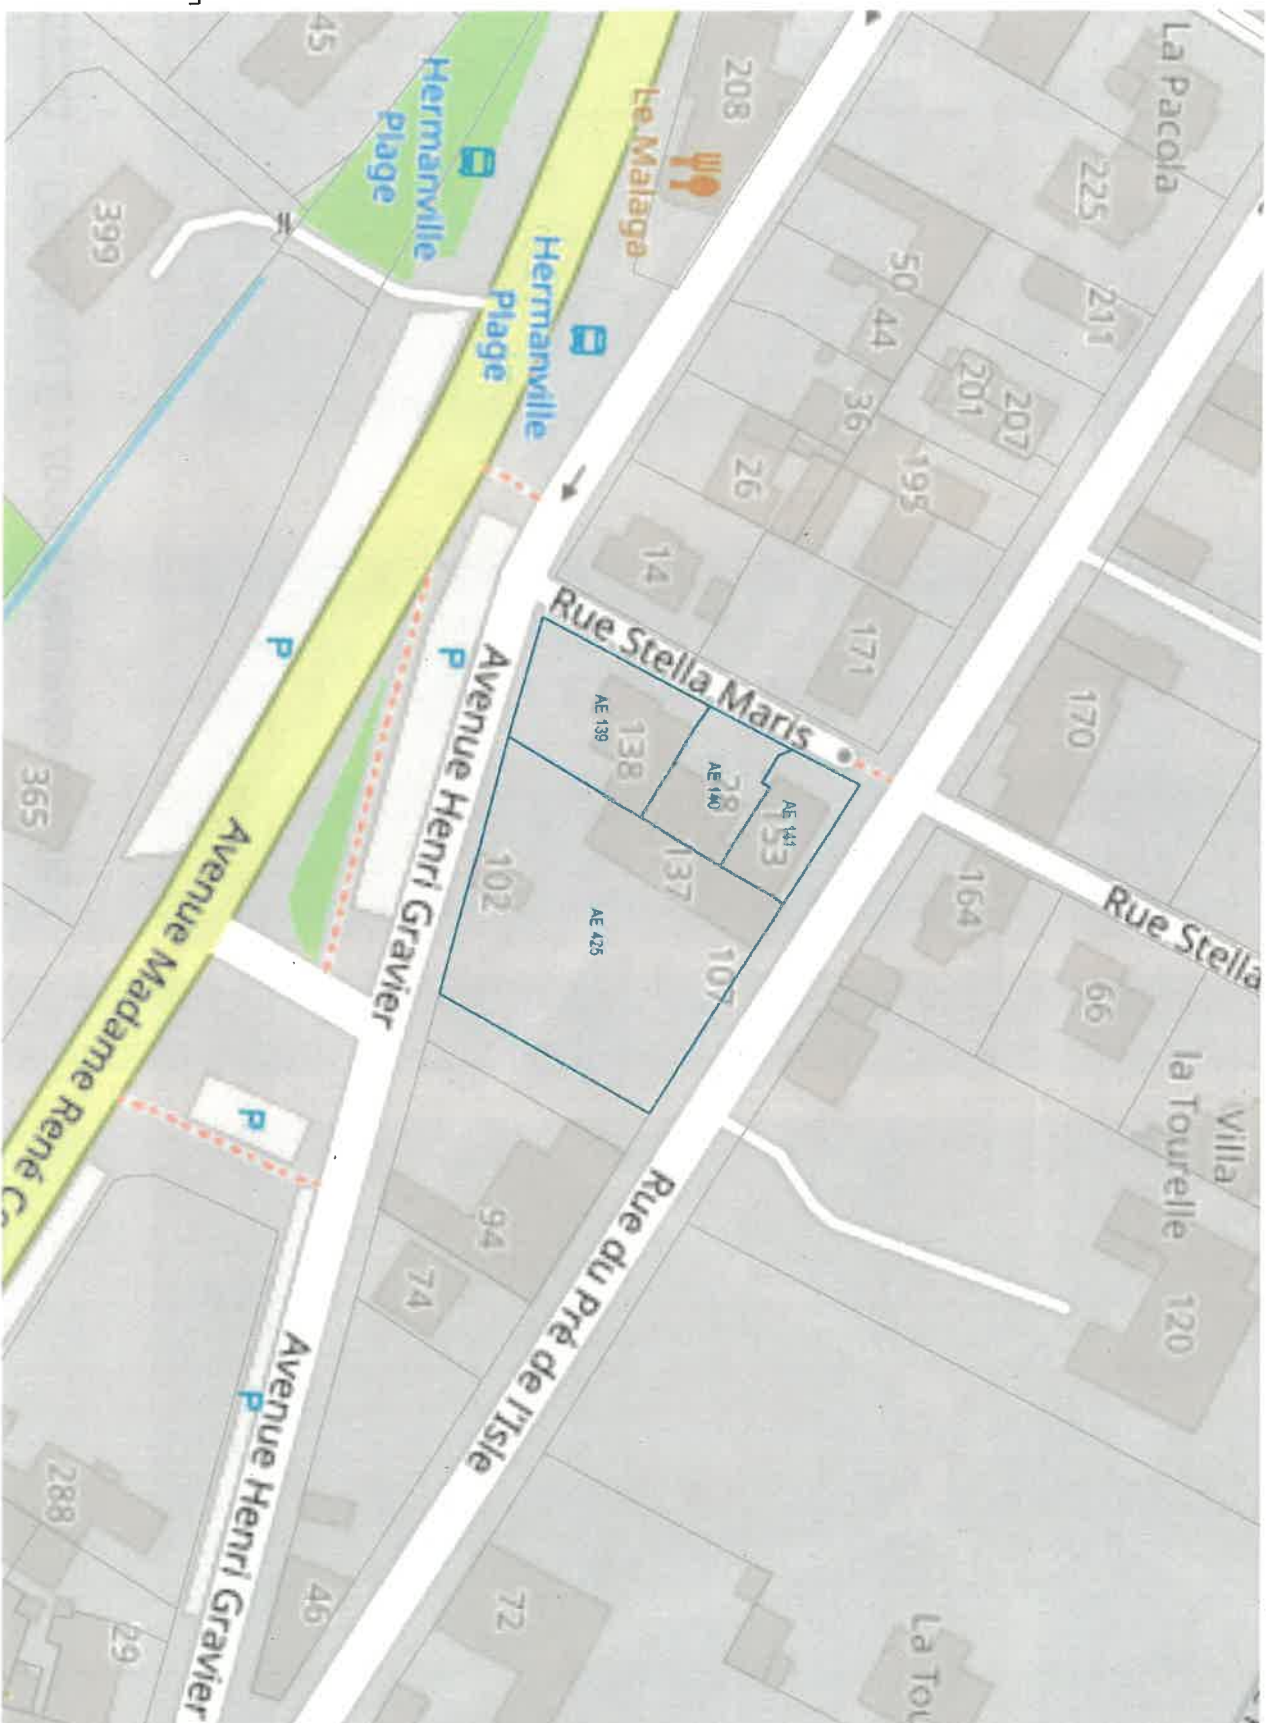 La Pacola
225
211
207
201
50
44
36
195
26
14
171
170
208
Le Malaga
Hermanville
Plage
Hermanville
Plage
45
399
Rue Stella Maris
Rue Stella
164
66
Villa
la Tourelle
120
AE 141
AE 140
AE 139
138
137
107
AE 425
102
Avenue Henri Gravier
P
P
365
Avenue Madame René
P
94
74
Rue du Pré de l'Isle
Avenue Henri Gravier
P
46
72
La Tou
288
29